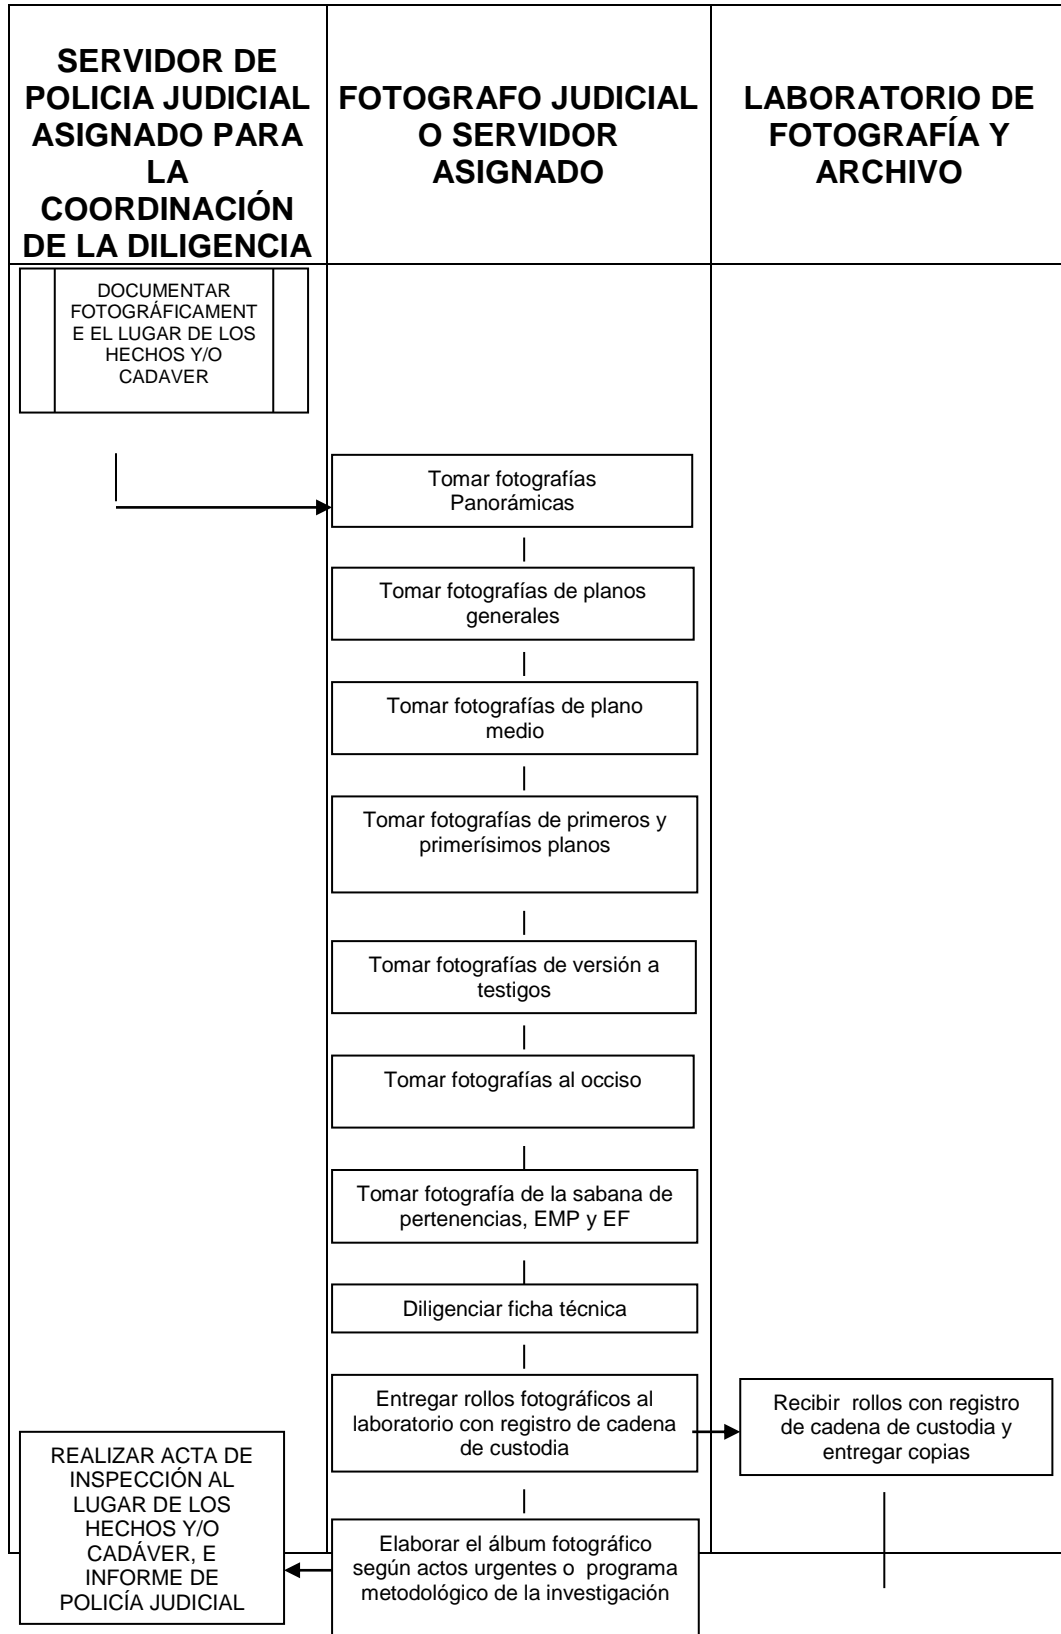 SERVIDOR DE
POLICIA JUDICIAL
ASIGNADO PARA
LA
COORDINACIÓN
DE LA DILIGENCIA
FOTOGRAFO JUDICIAL
O SERVIDOR
ASIGNADO
LABORATORIO DE
FOTOGRAFÍA Y
ARCHIVO
DOCUMENTAR
FOTOGRÁFICAMENT
E EL LUGAR DE LOS
HECHOS Y/O
CADAVER
Tomar fotografías
Panorámicas
Tomar fotografías de planos
generales
Tomar fotografías de plano
medio
Tomar fotografías de primeros y
primerísimos planos
Tomar fotografías de versión a
testigos
Tomar fotografías al occiso
Tomar fotografía de la sabana de
pertenencias, EMP y EF
Diligenciar ficha técnica
Entregar rollos fotográficos al
laboratorio con registro de cadena
de custodia
Recibir rollos con registro
de cadena de custodia y
entregar copias
Elaborar el álbum fotográfico
según actos urgentes o programa
metodológico de la investigación
REALIZAR ACTA DE
INSPECCIÓN AL
LUGAR DE LOS
HECHOS Y/O
CADÁVER, E
INFORME DE
POLICÍA JUDICIAL